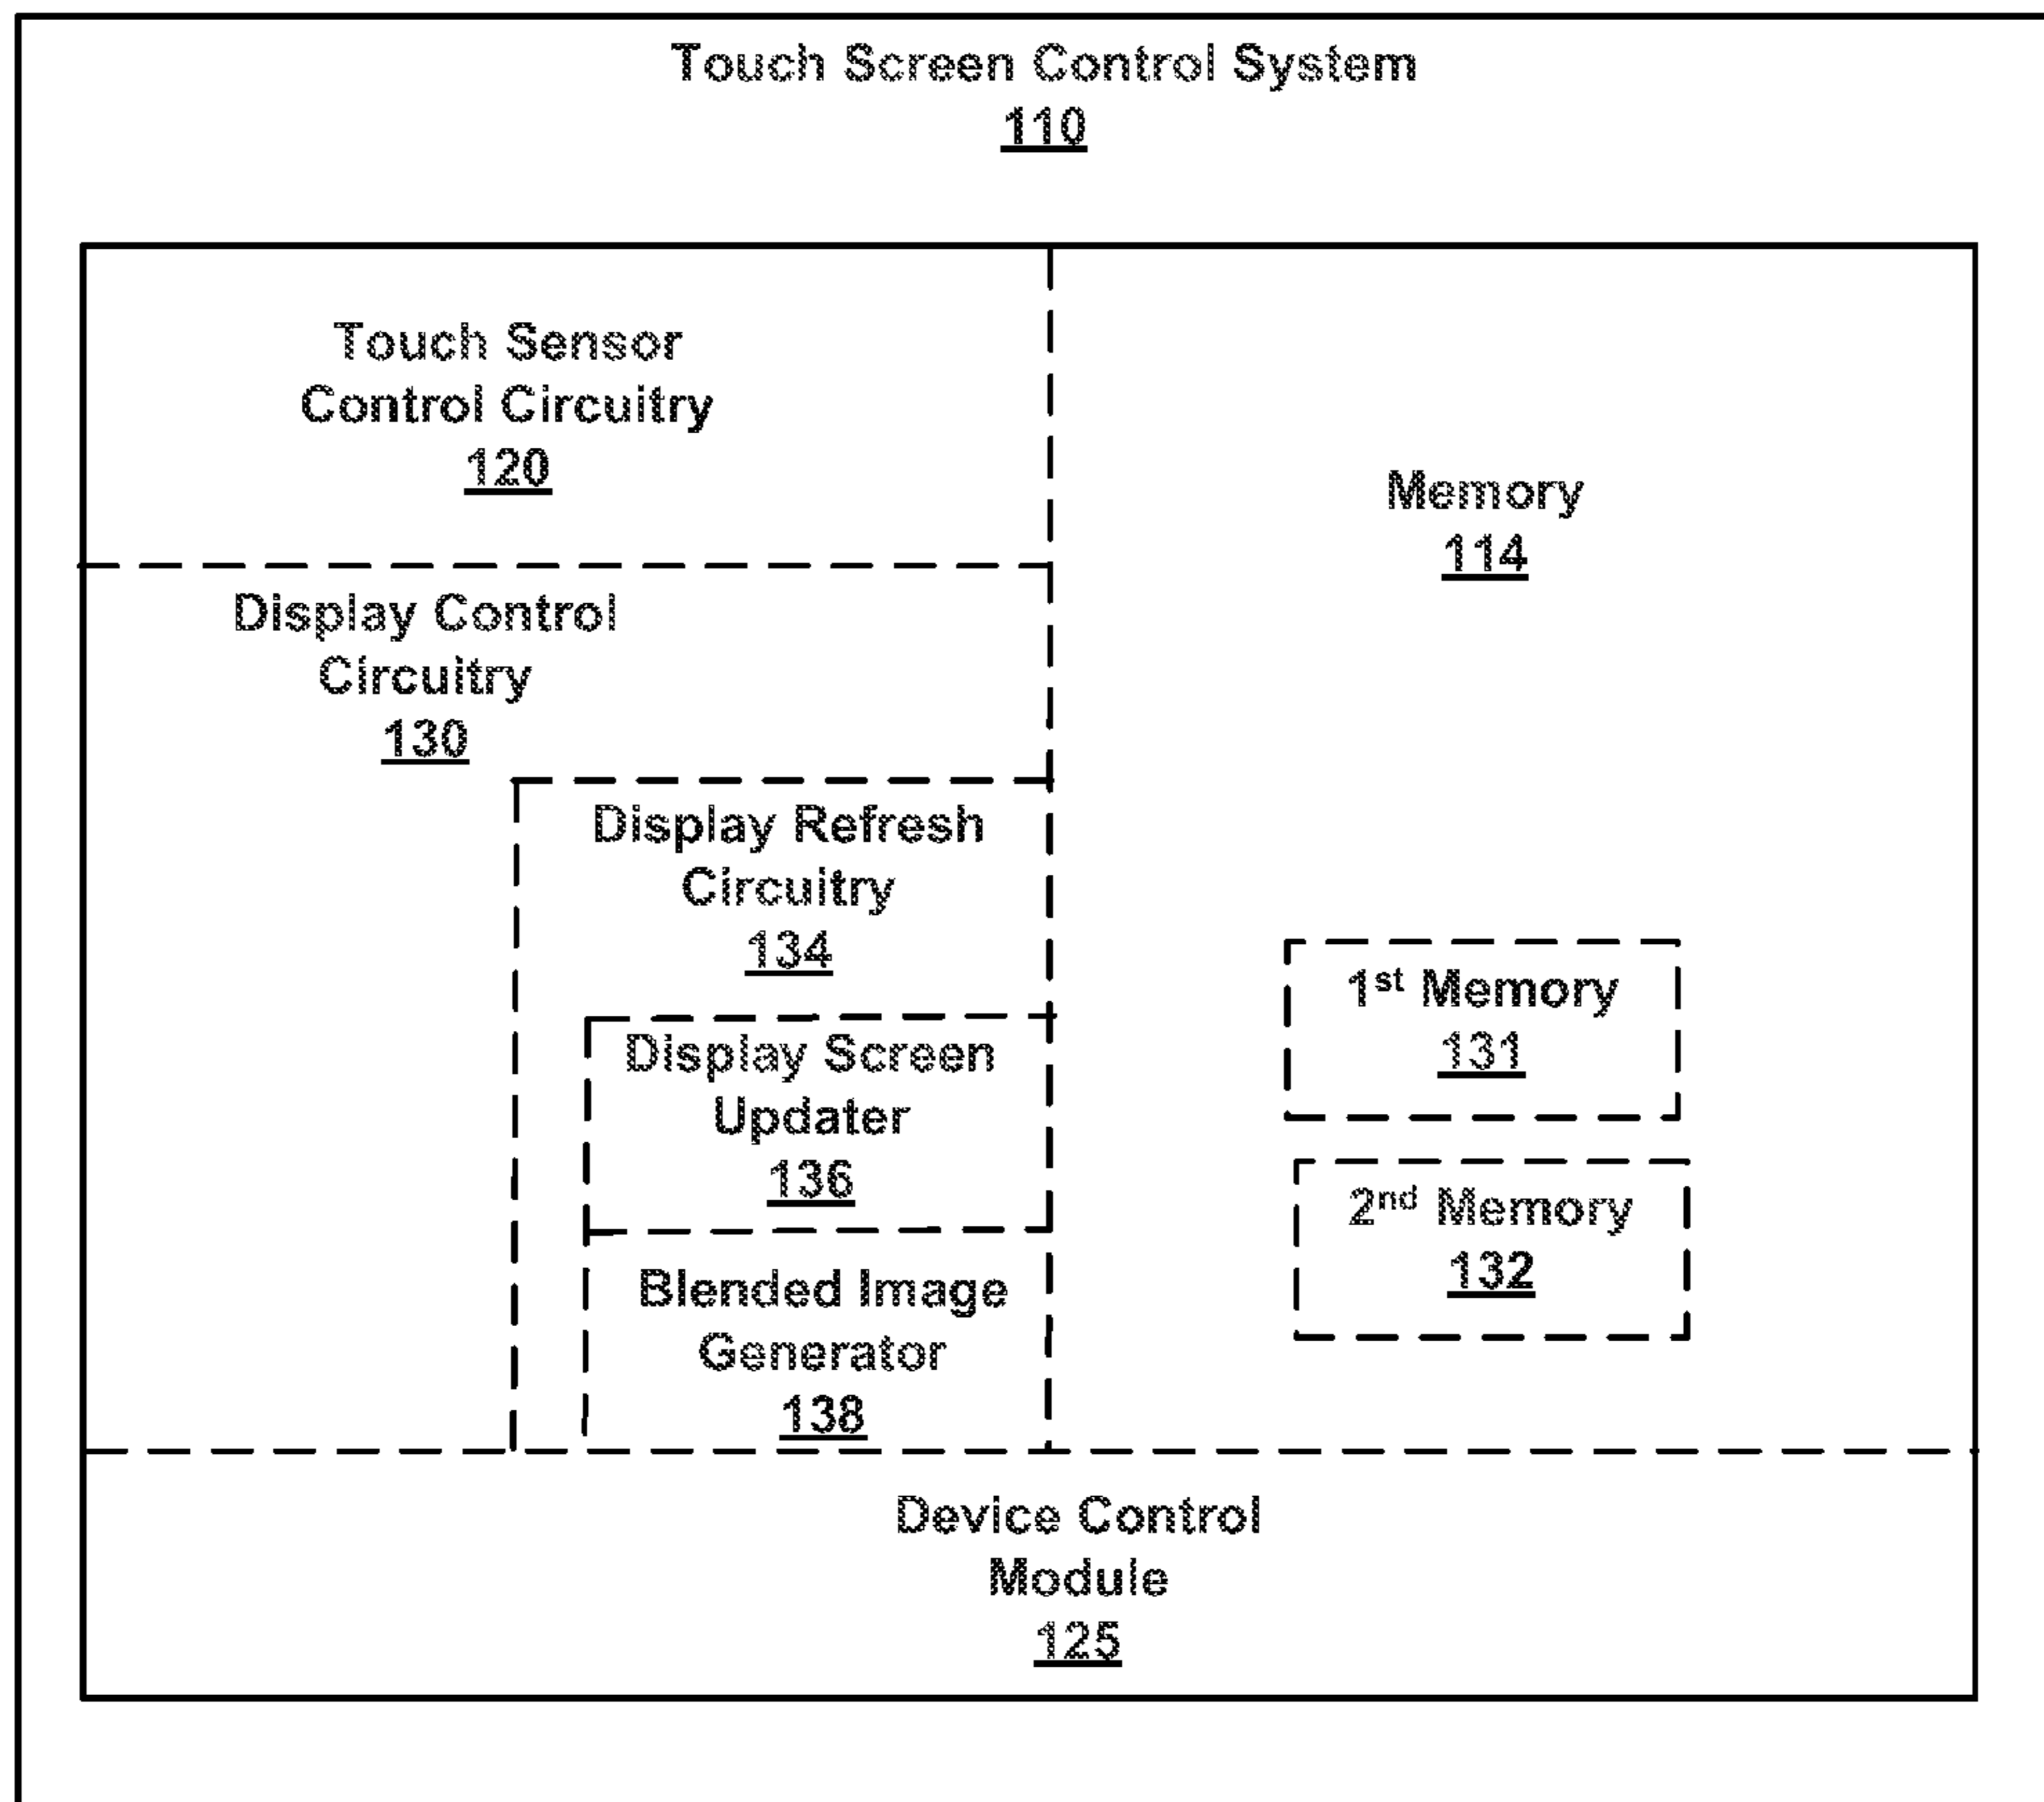 Touch Screen Control System
110
Touch Sensor
Control Circuitry
120
Display Control
Circuitry
130
Display Refresh
Circuitry
134
Display Screen
Updater
136
Blended Image
Generator
138
Memory
114
1st Memory
131
2nd Memory
132
Device Control
Module
125